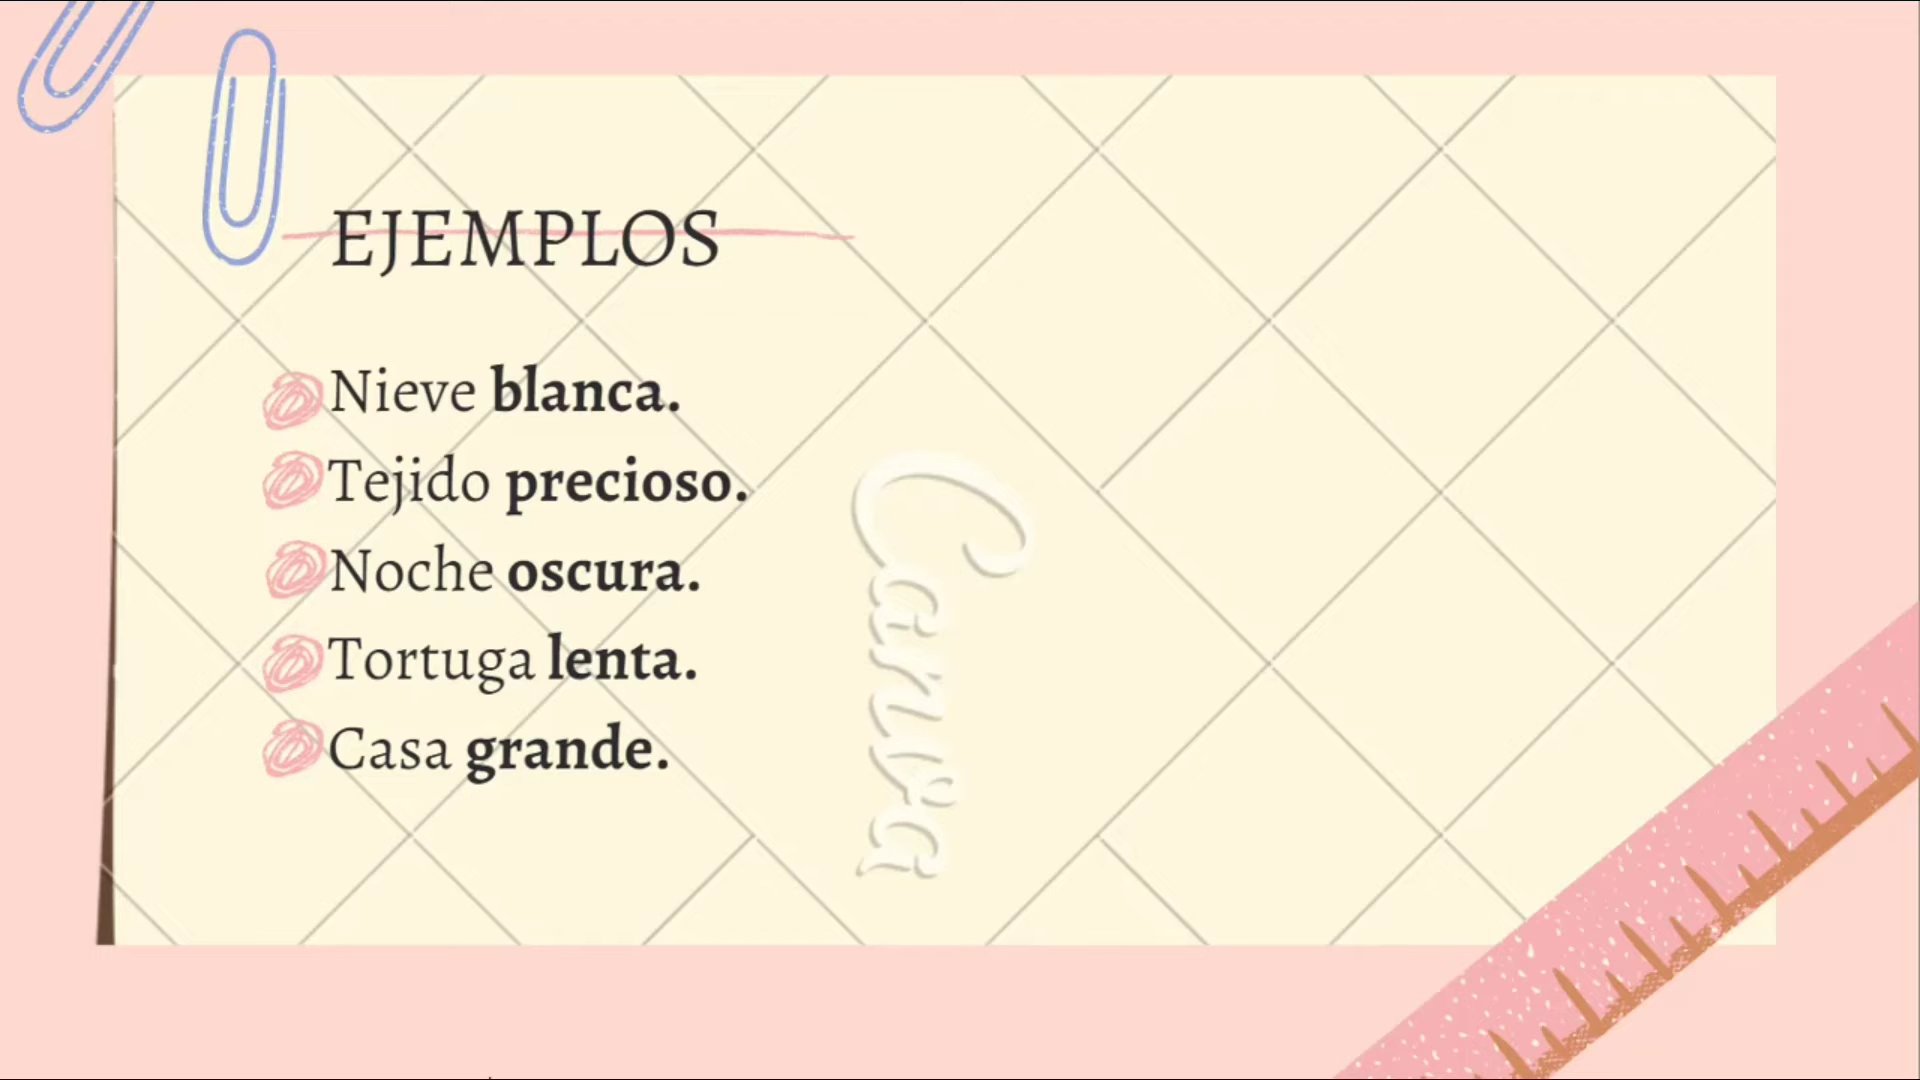 EJEMPLOS
Nieve blanca.
Tejido precioso.
Noche oscura.
Tortuga lenta.
Casa grande.
Canva